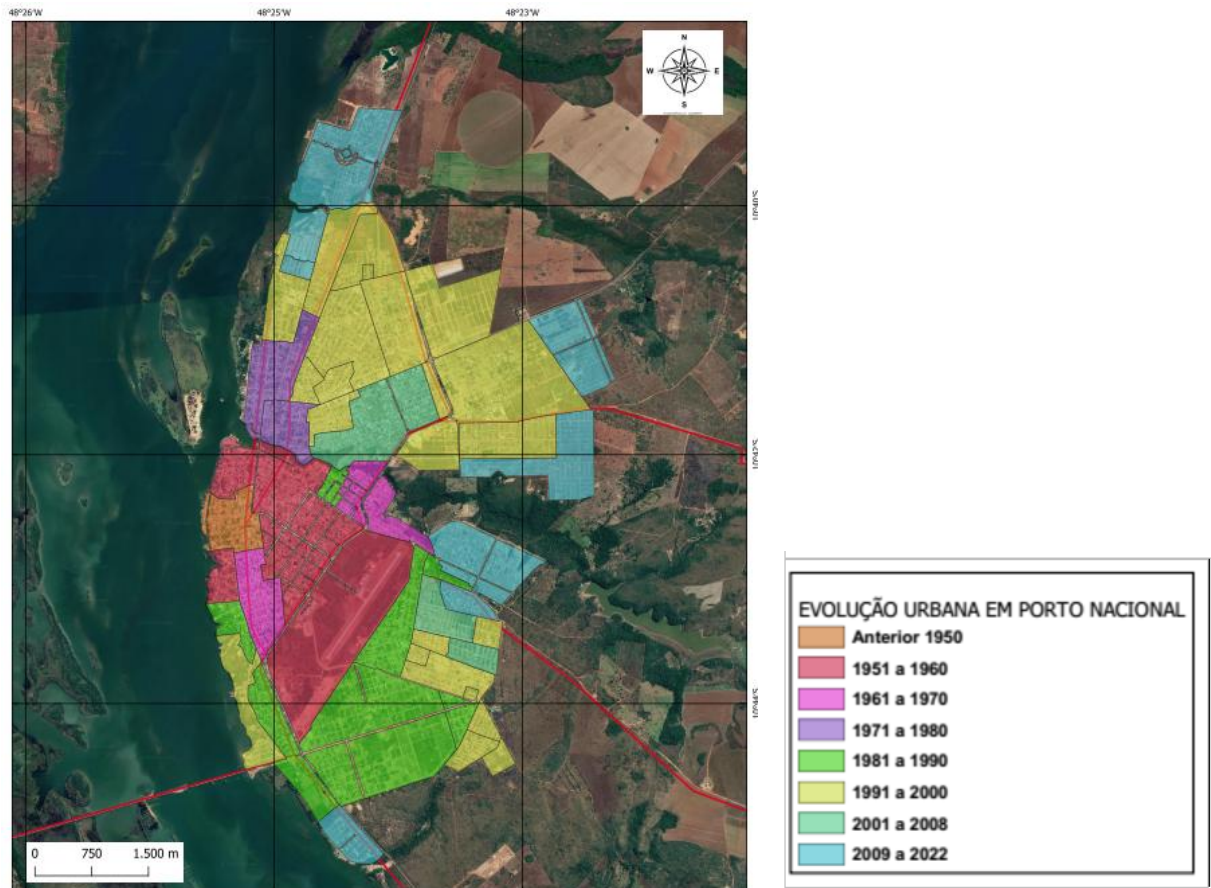 48°26'W 48°25'W 48°23'W
N
W E
S
0 750 1.500 m
EVOLUÇÃO URBANA EM PORTO NACIONAL
Anterior 1950
1951 a 1960
1961 a 1970
1971 a 1980
1981 a 1990
1991 a 2000
2001 a 2008
2009 a 2022